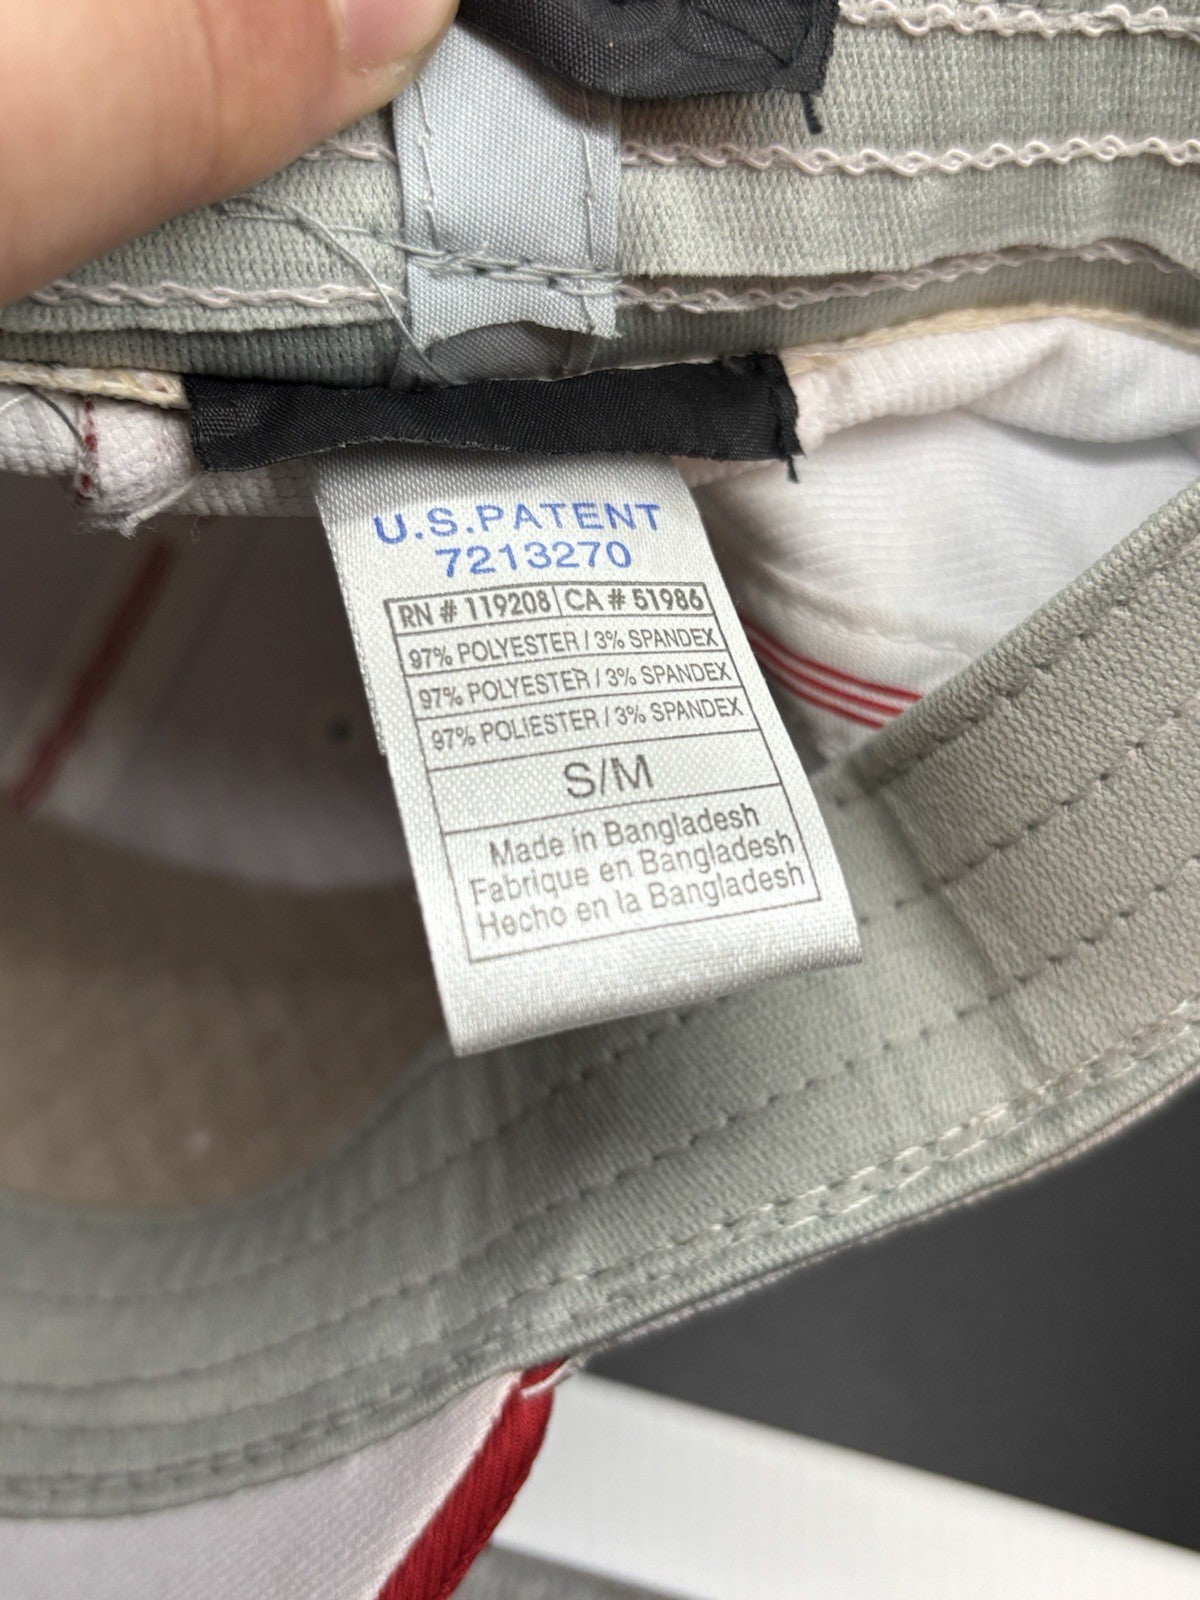 U.S.PATENT
7213270
RN # 119208 CA # 51986
97% POLYESTER / 3% SPANDEX
97% POLYESTER / 3% SPANDEX
97% POLIESTER / 3% SPANDEX
S/M
Made in Bangladesh
Fabrique en Bangladesh
Hecho en la Bangladesh